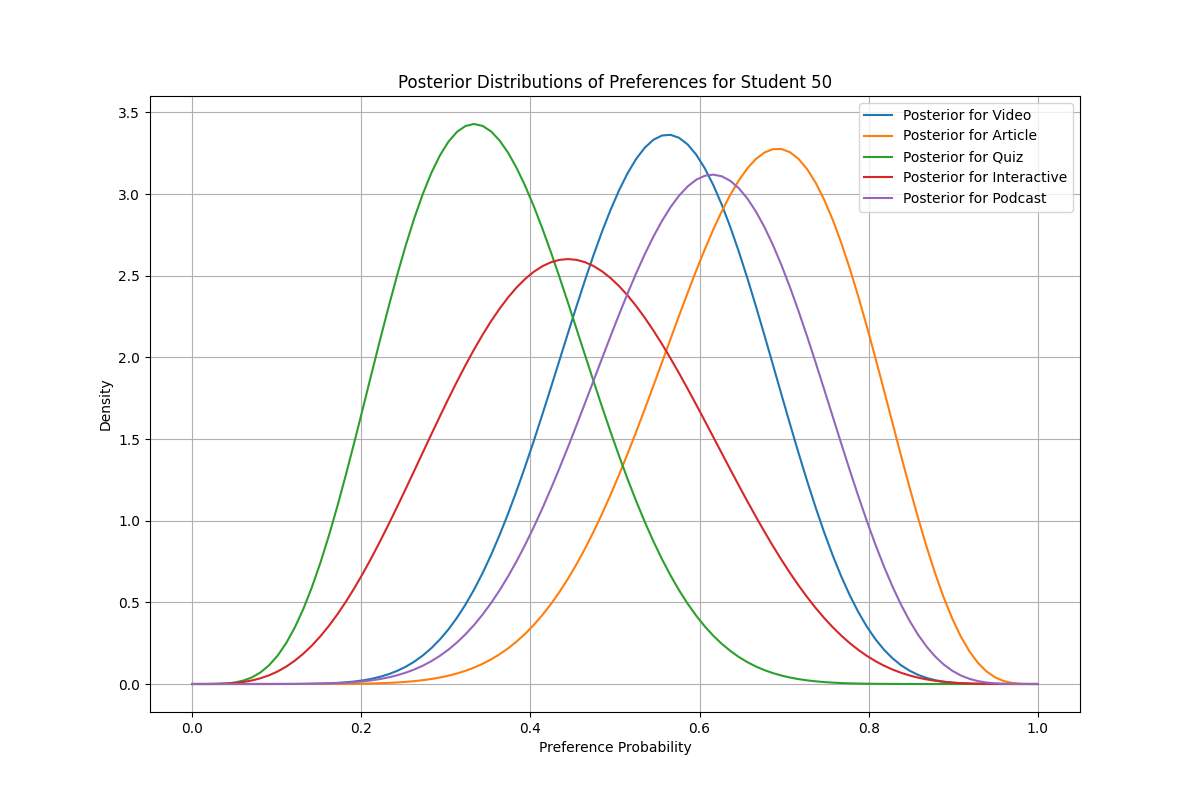 Posterior Distributions of Preferences for Student 50
Posterior for Video
Posterior for Article
Posterior for Quiz
Posterior for Interactive
Posterior for Podcast
3.5
3.0
2.5
2.0
1.5
1.0
0.5
0.0
Density
0.0 0.2 0.4 0.6 0.8 1.0
Preference Probability